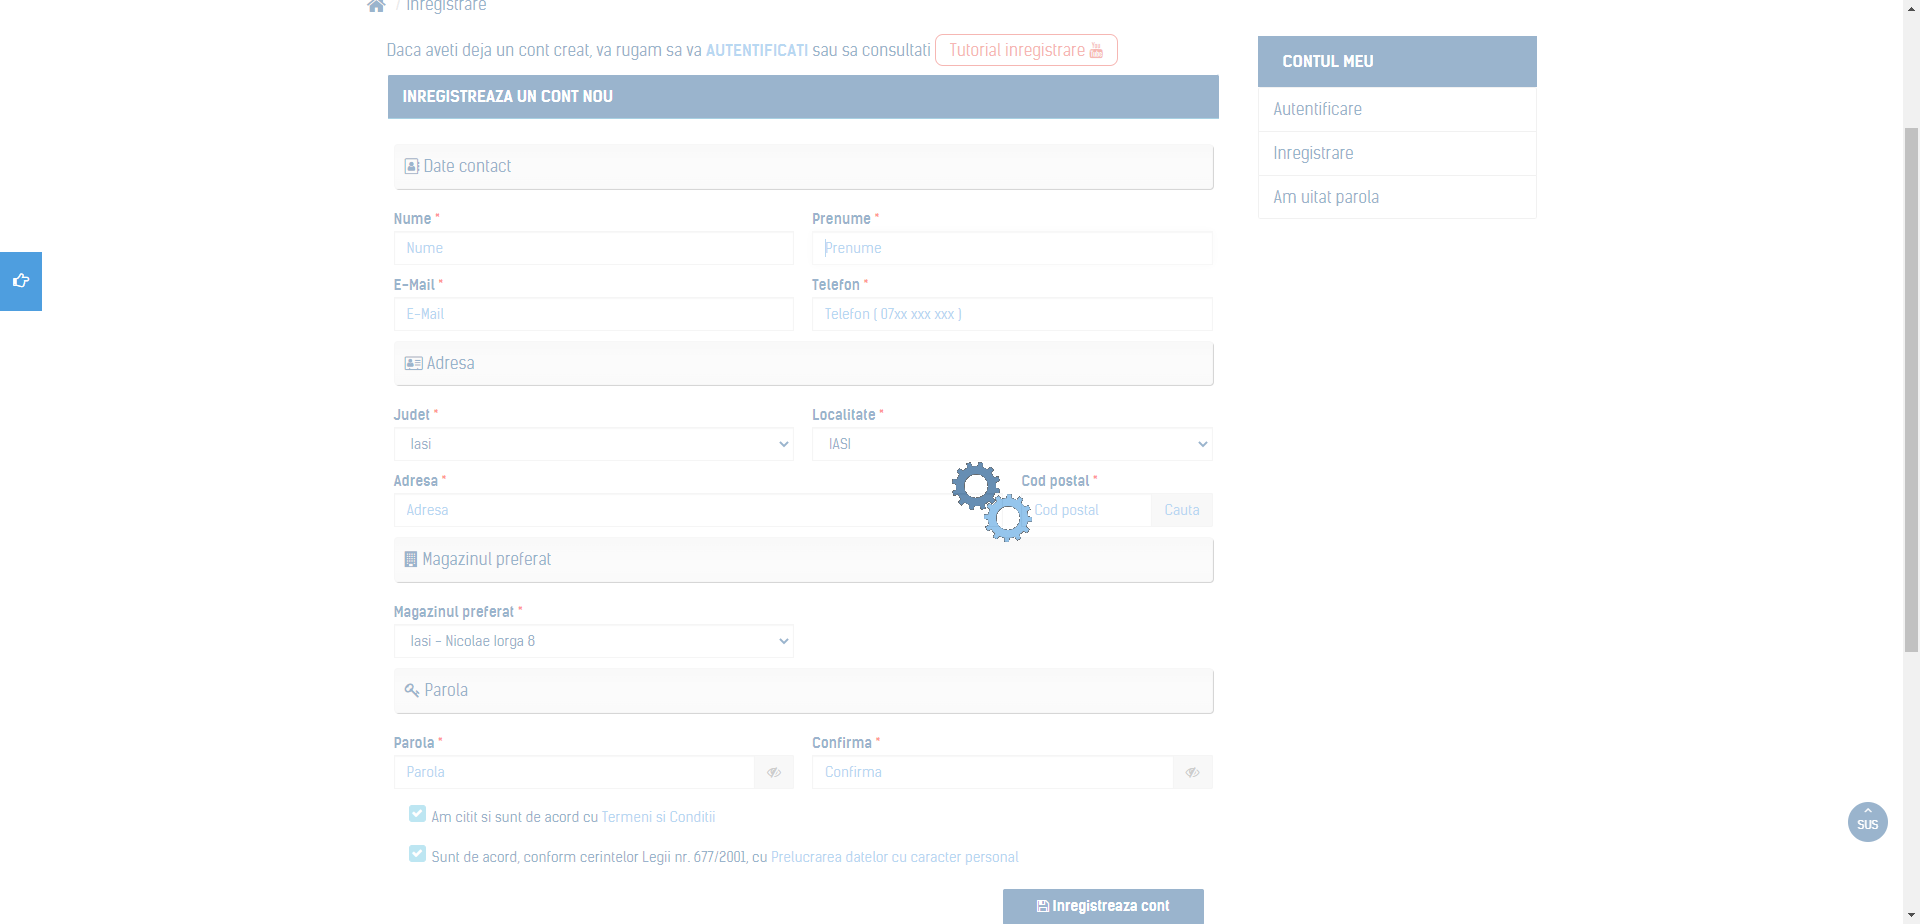 / Inregistrare
Daca aveti deja un cont creat, va rugam sa va AUTENTIFICATI sau sa consultati Tutorial inregistrare
INREGISTREAZA UN CONT NOU
Date contact
Nume * Prenume *
Nume Prenume
E-Mail * Telefon *
E-Mail Telefon ( 07xx xxx xxx )
Adresa
Judet * Localitate *
Iasi IASI
Adresa * Cod postal *
Adresa Cod postal Cauta
Magazinul preferat
Magazinul preferat *
Iasi - Nicolae Iorga 8
Parola
Parola * Confirma *
Parola Confirma
Am citit si sunt de acord cu Termeni si Conditii
Sunt de acord, conform cerintelor Legii nr. 677/2001, cu Prelucrarea datelor cu caracter personal
Inregistreaza cont
CONTUL MEU
Autentificare
Inregistrare
Am uitat parola
SUS